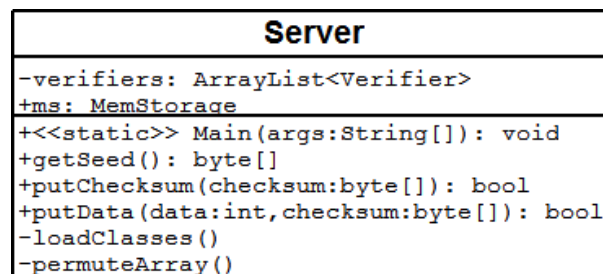 Server
-verifiers: ArrayList<Verifier>
+ms: MemStorage
+<<static>> Main(args:String[]): void
+getSeed(): byte[]
+putChecksum(checksum:byte[]): bool
+putData(data:int,checksum:byte[]): bool
-loadClasses()
-permuteArray()